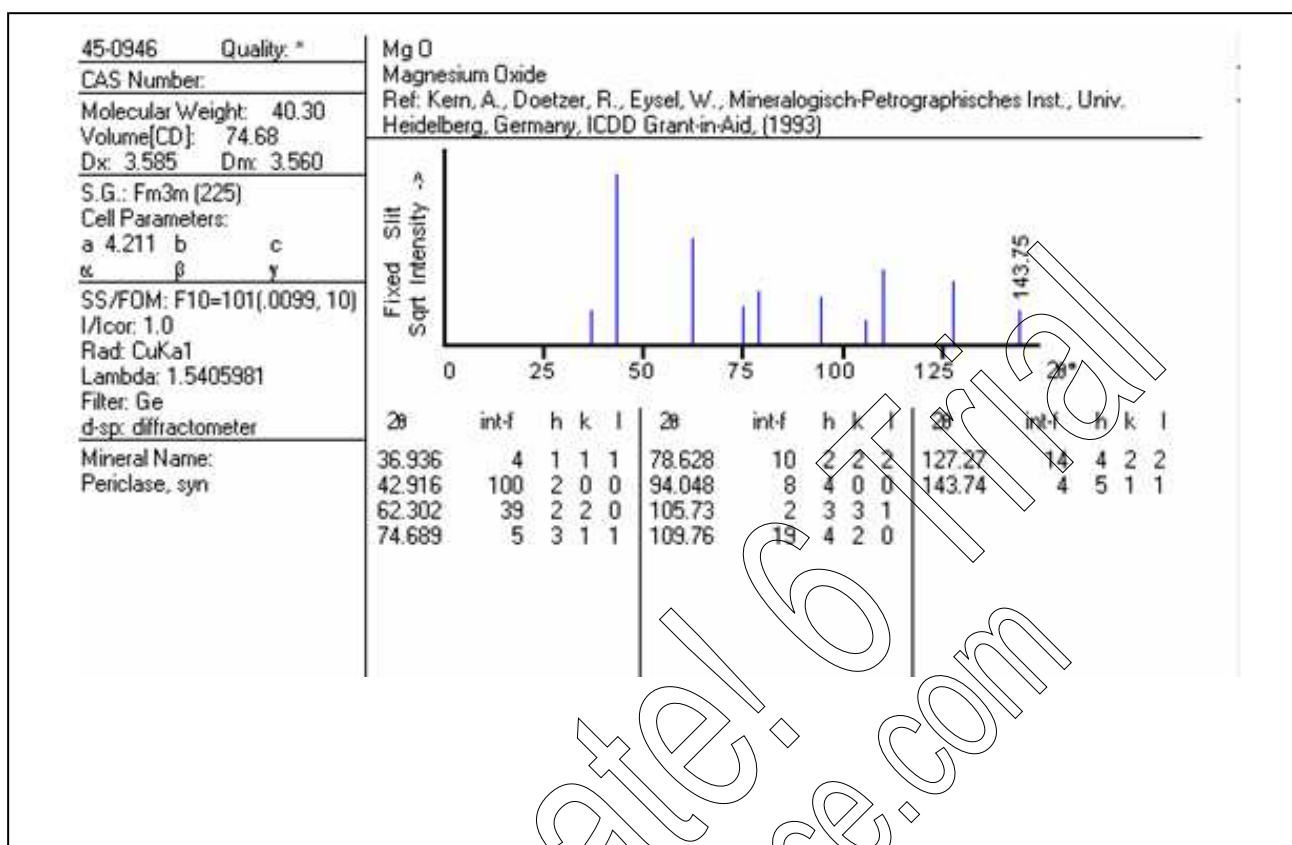 45-0946 Quality: *
CAS Number:
Molecular Weight: 40.30
Volume[CD]: 74.68
Dx: 3.585 Dm: 3.560
S.G.: Fm3m (225)
Cell Parameters:
a 4.211 b c
α β γ
SS/FOM: F10=101(.0099, 10)
I/Icor: 1.0
Rad: CuKa1
Lambda: 1.5405981
Filter: Ge
d-sp: diffractometer
Mineral Name:
Periclase, syn
Mg O
Magnesium Oxide
Ref: Kern, A., Doetzer, R., Eysel, W., Mineralogisch-Petrographisches Inst., Univ.
Heidelberg, Germany, ICDD Grant-in-Aid, (1993)
Fixed Slit
Sqrt Intensity ->
143.75
0 25 50 75 100 125 2θ°
2θ int-f h k l 2θ int-f h k l 2θ int-f h k l
36.936 4 1 1 1 78.628 10 2 2 2 127.27 14 4 2 2
42.916 100 2 0 0 94.048 8 4 0 0 143.74 4 5 1 1
62.302 39 2 2 0 105.73 2 3 3 1
74.689 5 3 1 1 109.76 19 4 2 0
ate! 6 Trial
ce.com